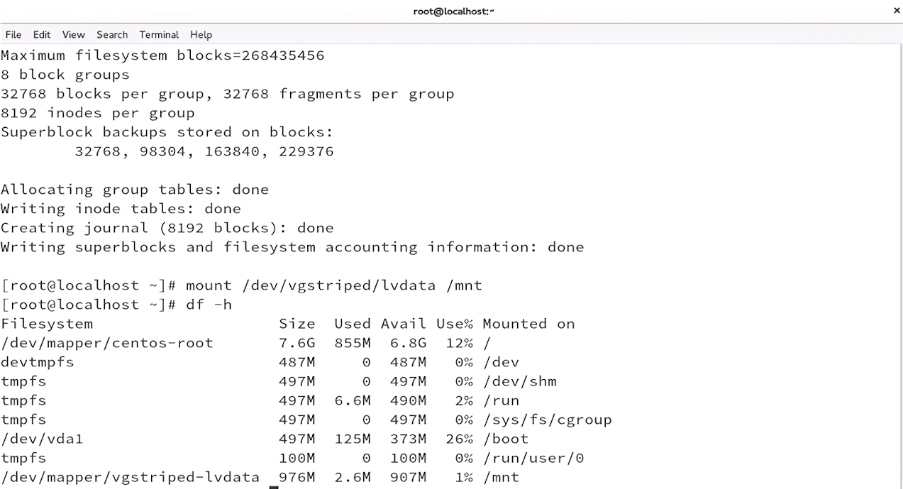 root@localhost:~
File Edit View Search Terminal Help
Maximum filesystem blocks=268435456
8 block groups
32768 blocks per group, 32768 fragments per group
8192 inodes per group
Superblock backups stored on blocks:
        32768, 98304, 163840, 229376

Allocating group tables: done
Writing inode tables: done
Creating journal (8192 blocks): done
Writing superblocks and filesystem accounting information: done

[root@localhost ~]# mount /dev/vgstriped/lvdata /mnt
[root@localhost ~]# df -h
Filesystem                    Size  Used Avail Use% Mounted on
/dev/mapper/centos-root       7.6G  855M  6.8G  12% /
devtmpfs                      487M     0  487M   0% /dev
tmpfs                         497M     0  497M   0% /dev/shm
tmpfs                         497M  6.6M  490M   2% /run
tmpfs                         497M     0  497M   0% /sys/fs/cgroup
/dev/vda1                     497M  125M  373M  26% /boot
tmpfs                         100M     0  100M   0% /run/user/0
/dev/mapper/vgstriped-lvdata  976M  2.6M  907M   1% /mnt